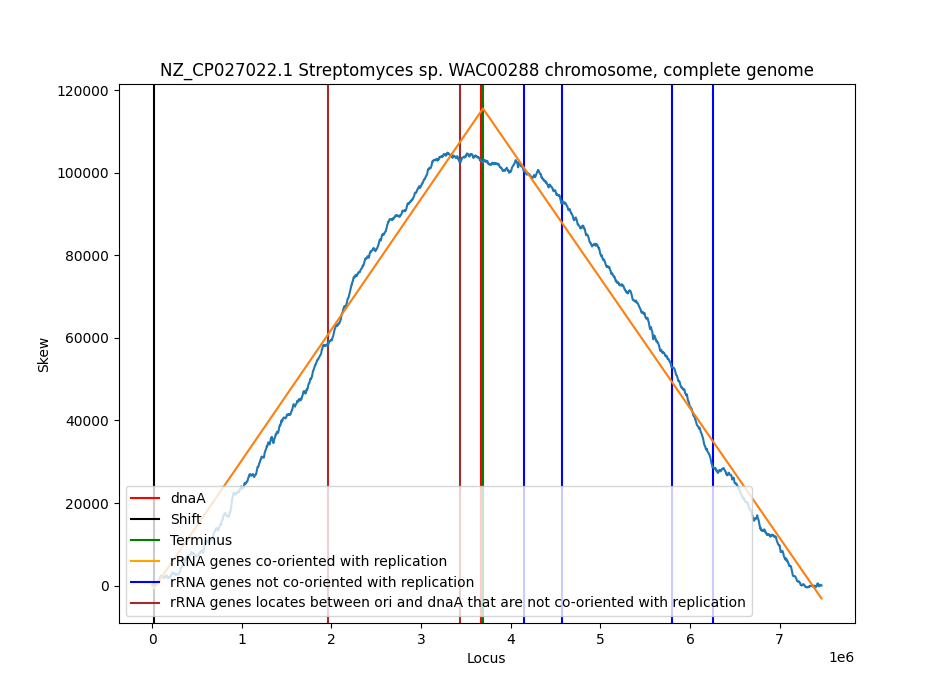 NZ_CP027022.1 Streptomyces sp. WAC00288 chromosome, complete genome
120000
100000
80000
60000
40000
20000
0
Skew
dnaA
Shift
Terminus
rRNA genes co-oriented with replication
rRNA genes not co-oriented with replication
rRNA genes locates between ori and dnaA that are not co-oriented with replication
0 1 2 3 4 5 6 7
Locus
1e6